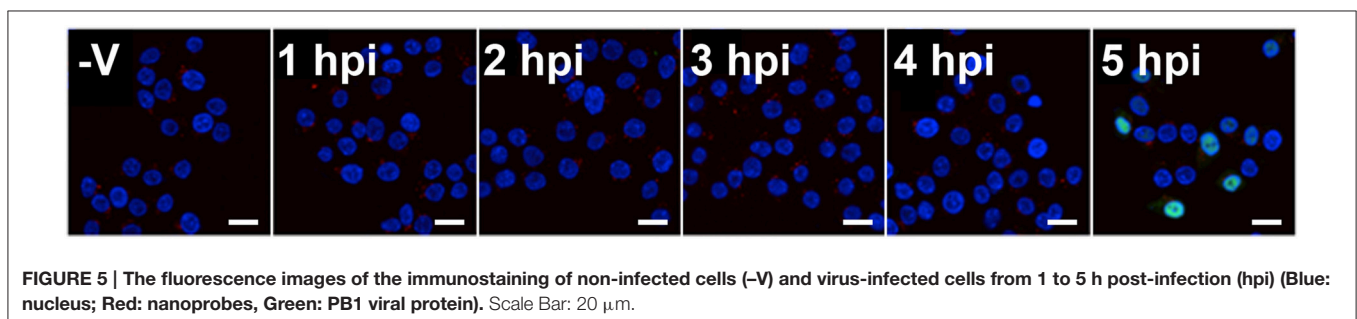 -V
1 hpi
2 hpi
3 hpi
4 hpi
5 hpi
FIGURE 5 | The fluorescence images of the immunostaining of non-infected cells (–V) and virus-infected cells from 1 to 5 h post-infection (hpi) (Blue:
nucleus; Red: nanoprobes, Green: PB1 viral protein). Scale Bar: 20 μm.